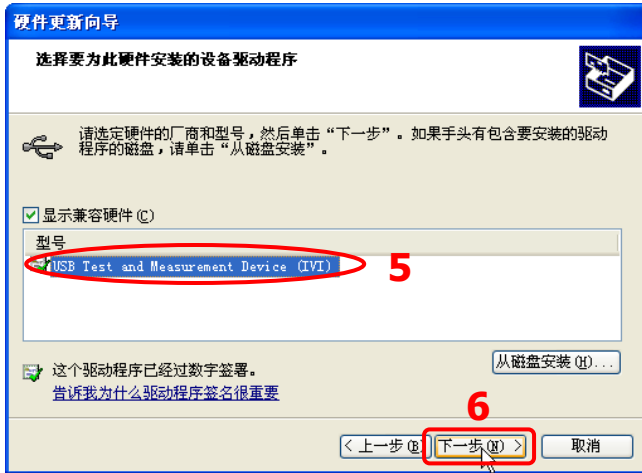 硬件更新向导
选择要为此硬件安装的设备驱动程序
请选定硬件的厂商和型号，然后单击“下一步”。如果手头有包含要安装的驱动
程序的磁盘，请单击“从磁盘安装”。
显示兼容硬件(C)
型号
USB Test and Measurement Device (IVI)
5
这个驱动程序已经过数字签署。
从磁盘安装(H)...
告诉我为什么驱动程序签名很重要
6
< 上一步(B)
下一步(N) >
取消